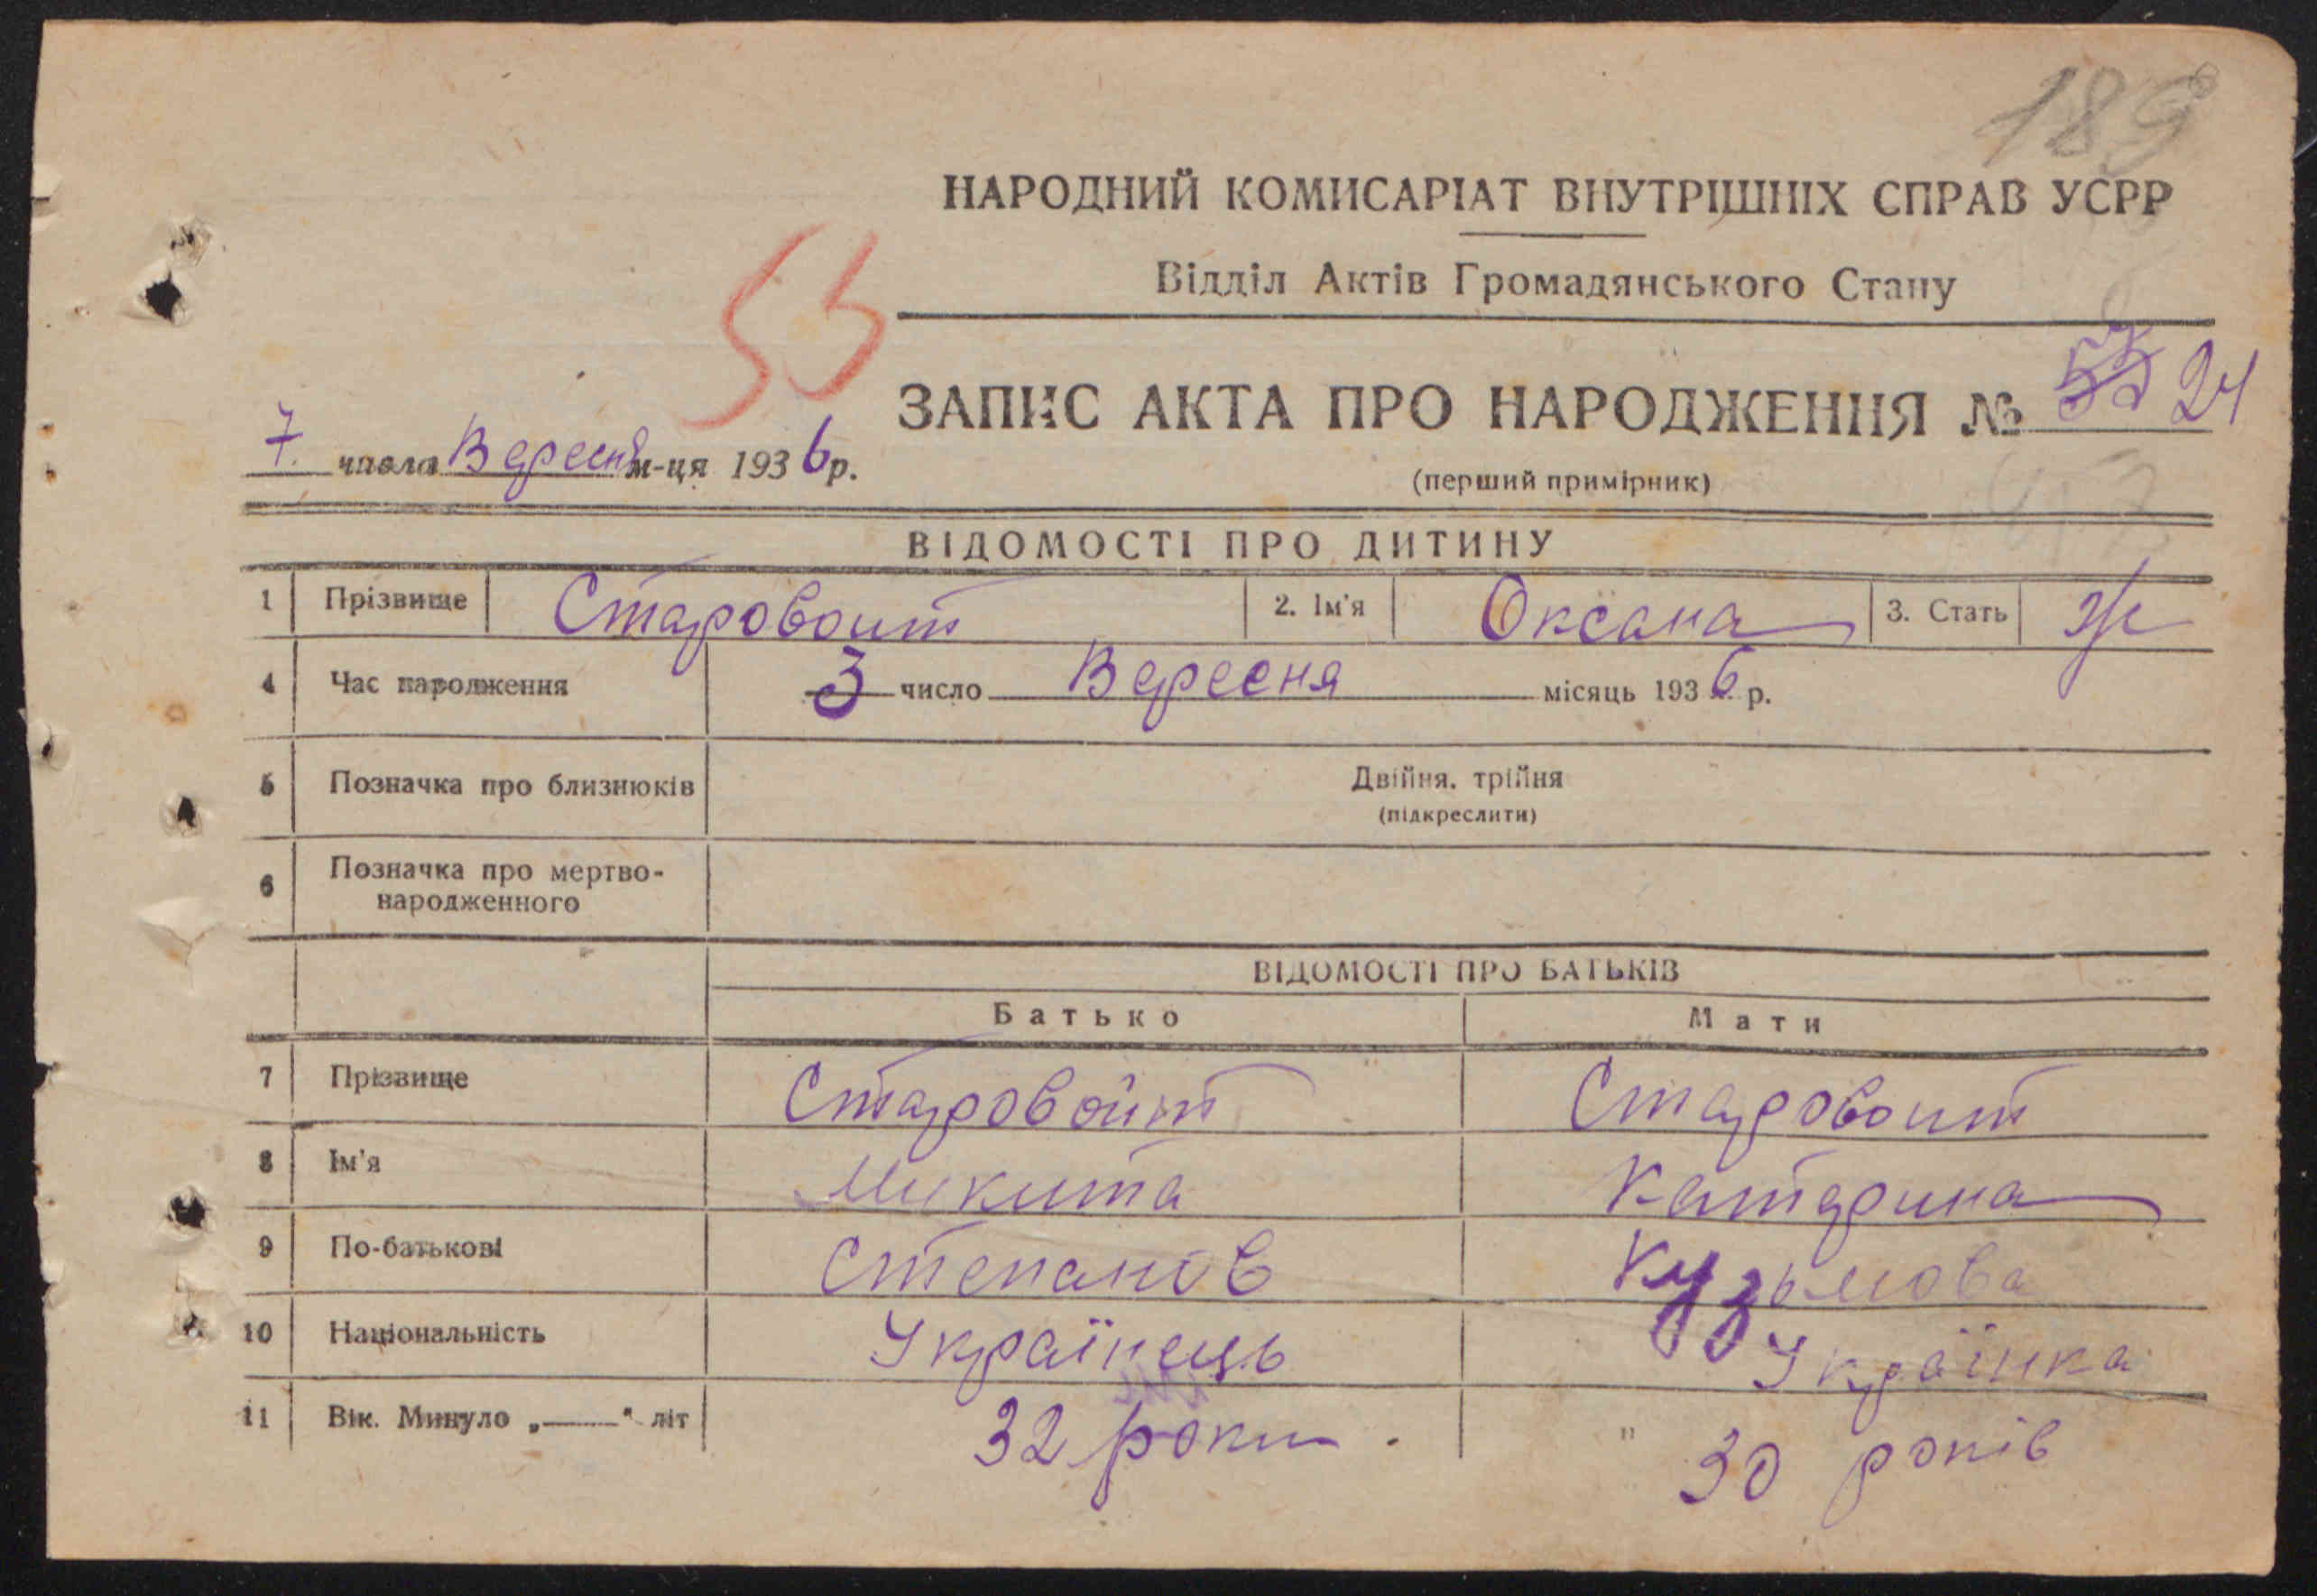 189
НАРОДНИЙ КОМИСАРІАТ ВНУТРІШНІХ СПРАВ УСРР
Відділ Актів Громадянського Стану
55
ЗАПИС АКТА ПРО НАРОДЖЕННЯ № 55 24
7. числа Вересня м-ця 1936 р.
(перший примірник)
ВІДОМОСТІ ПРО ДИТИНУ
1 Прізвище Старовоит 2. Ім'я Оксана 3. Стать Ж
4 Час народження 3 число Вересня місяць 1936 р.
5 Позначка про близнюків Двійня, трійня
(підкреслити)
6 Позначка про мертво-
народженного
ВІДОМОСТІ ПРО БАТЬКІВ
Батько Мати
7 Прізвище Старовойт Старовоит
8 Ім'я Микита Катерина
9 По-батькові Степанов Кузьмова
10 Національність Українець Українка
11 Вік. Минуло „——" літ 32 роки. 30 років